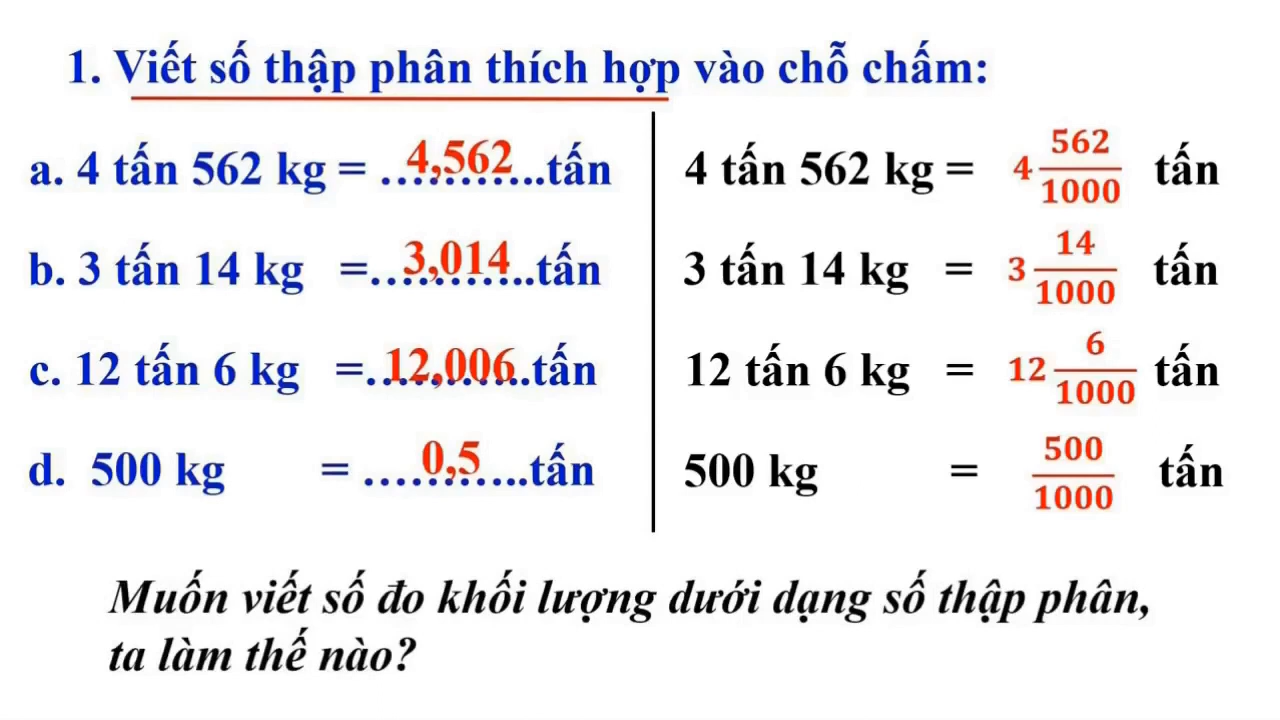 1. Viết số thập phân thích hợp vào chỗ chấm:
a. 4 tấn 562 kg = ………..tấn 4,562
b. 3 tấn 14 kg =………..tấn 3,014
c. 12 tấn 6 kg =………..tấn 12,006
d. 500 kg = ………..tấn 0,5
4 tấn 562 kg = 4 562/1000 tấn
3 tấn 14 kg = 3 14/1000 tấn
12 tấn 6 kg = 12 6/1000 tấn
500 kg = 500/1000 tấn
Muốn viết số đo khối lượng dưới dạng số thập phân,
ta làm thế nào?